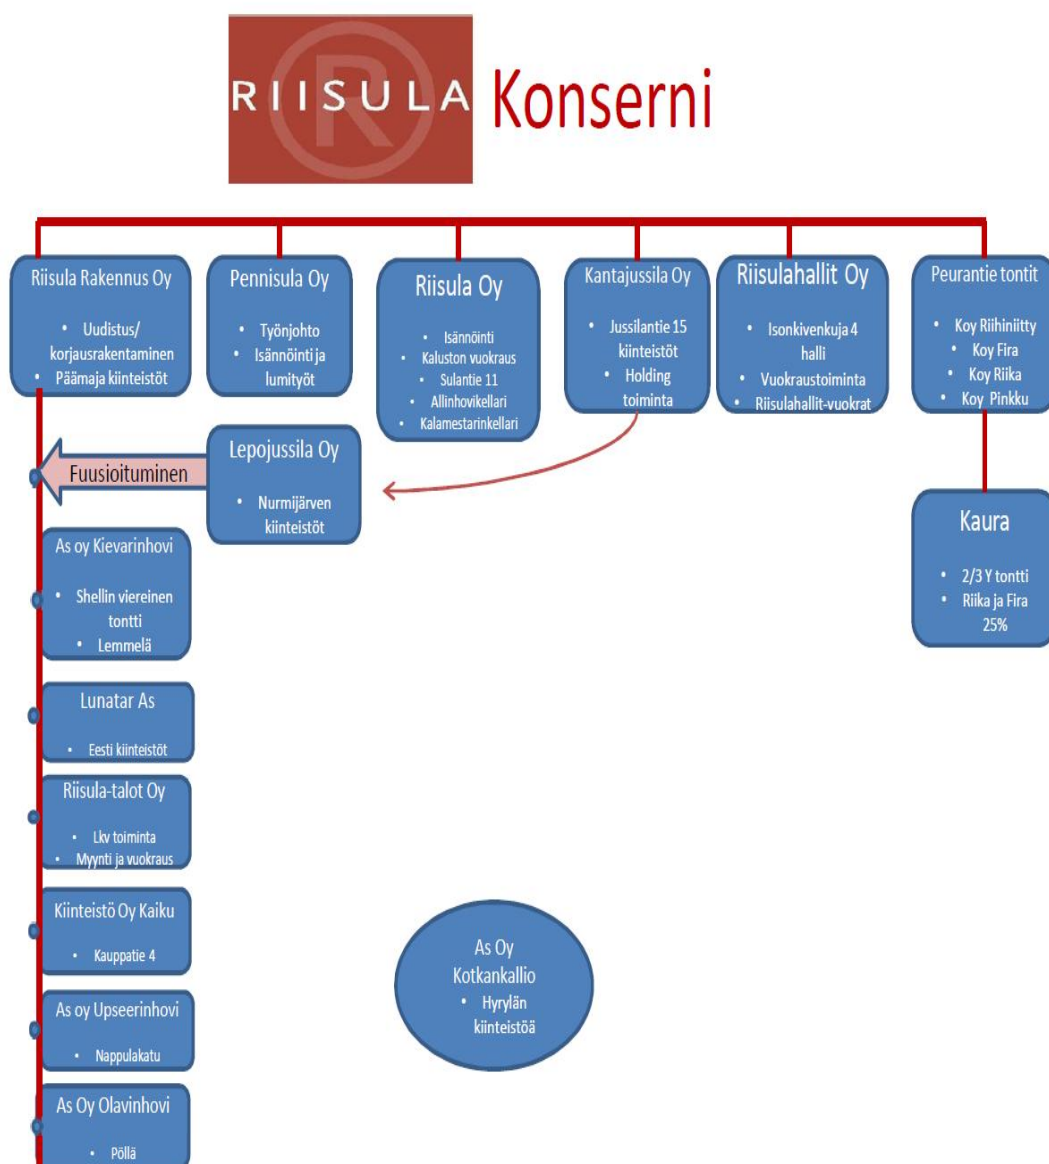 RIISULA
Konserni
Riisula Rakennus Oy
• Uudistus/
korjausrakentaminen
• Päämaja kiinteistöt
Pennisula Oy
• Työnjohto
• Isännöinti ja
lumityöt
Riisula Oy
• Isännöinti
• Kaluston vuokraus
• Sulantie 11
• Allinhovikellari
• Kalamestarinkellari
Kantajussila Oy
• Jussilantie 15
kiinteistöt
• Holding
toiminta
Riisulahallit Oy
• Isonkivenkuja 4
halli
• Vuokraustoiminta
• Riisulahallit-vuokrat
Peurantie tontit
• Koy Riihiniitty
• Koy Fira
• Koy Riika
• Koy Pinkku
Fuusioituminen
Lepojussila Oy
• Nurmijärven
kiinteistöt
Kaura
• 2/3 Y tontti
• Riika ja Fira
25%
As oy Kievarinhovi
• Shellin viereinen
tontti
• Lemmelä
Lunatar As
• Eesti kiinteistöt
Riisula-talot Oy
• Lkv toiminta
• Myynti ja vuokraus
Kiinteistö Oy Kaiku
• Kauppatie 4
As oy Upseerinhovi
• Nappulakatu
As Oy Olavinhovi
• Pöllä
As Oy
Kotkankallio
• Hyrylän
kiinteistöä